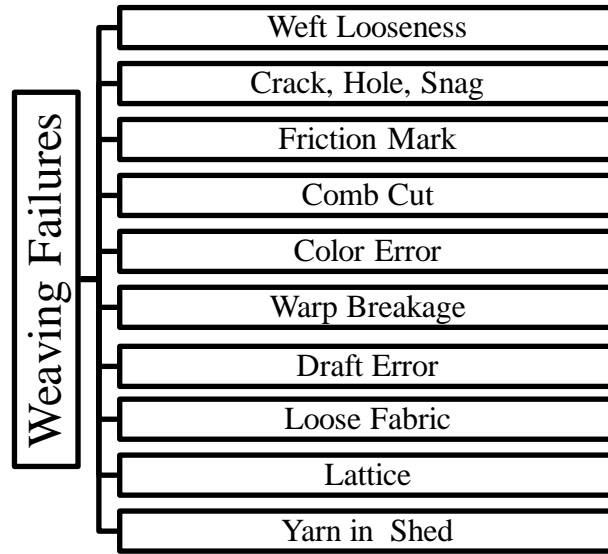 Weaving Failures
Weft Looseness
Crack, Hole, Snag
Friction Mark
Comb Cut
Color Error
Warp Breakage
Draft Error
Loose Fabric
Lattice
Yarn in Shed